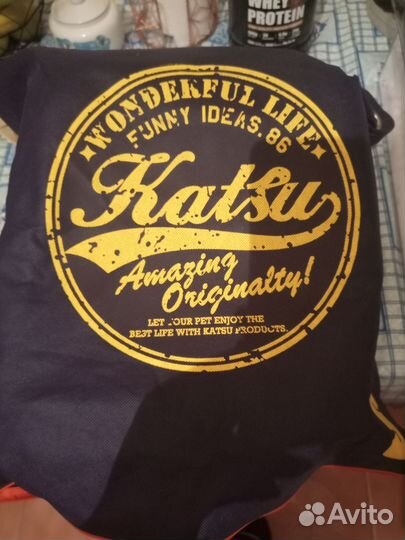 WHEY
PROTEIN
WONDERFUL LIFE
FUNNY IDEAS, 86
Katsu
Amazing
Originalty!
LET YOUR PET ENJOY THE
BEST LIFE WITH KATSU PRODUCTS.
Avito